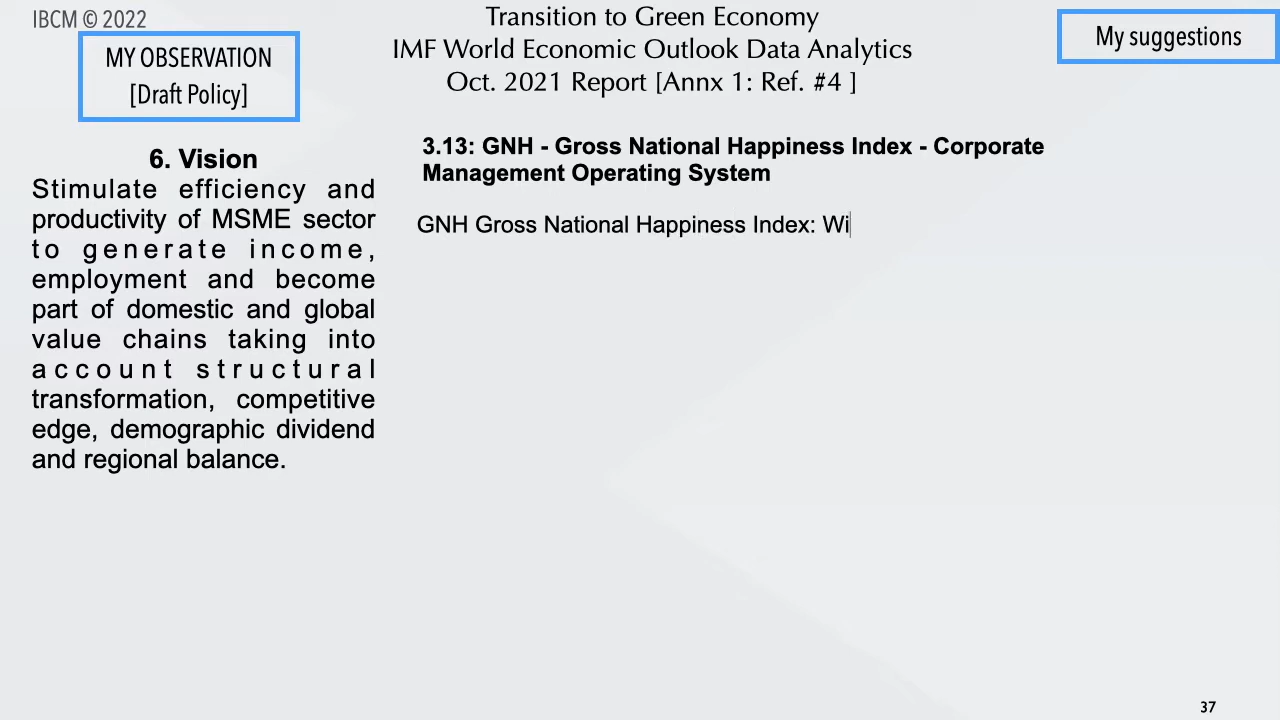 IBCM © 2022
MY OBSERVATION
[Draft Policy]
Transition to Green Economy
IMF World Economic Outlook Data Analytics
Oct. 2021 Report [Annx 1: Ref. #4 ]
My suggestions
6. Vision
Stimulate efficiency and
productivity of MSME sector
to generate income,
employment and become
part of domestic and global
value chains taking into
account structural
transformation, competitive
edge, demographic dividend
and regional balance.
3.13: GNH - Gross National Happiness Index - Corporate
Management Operating System
GNH Gross National Happiness Index: Wi
37